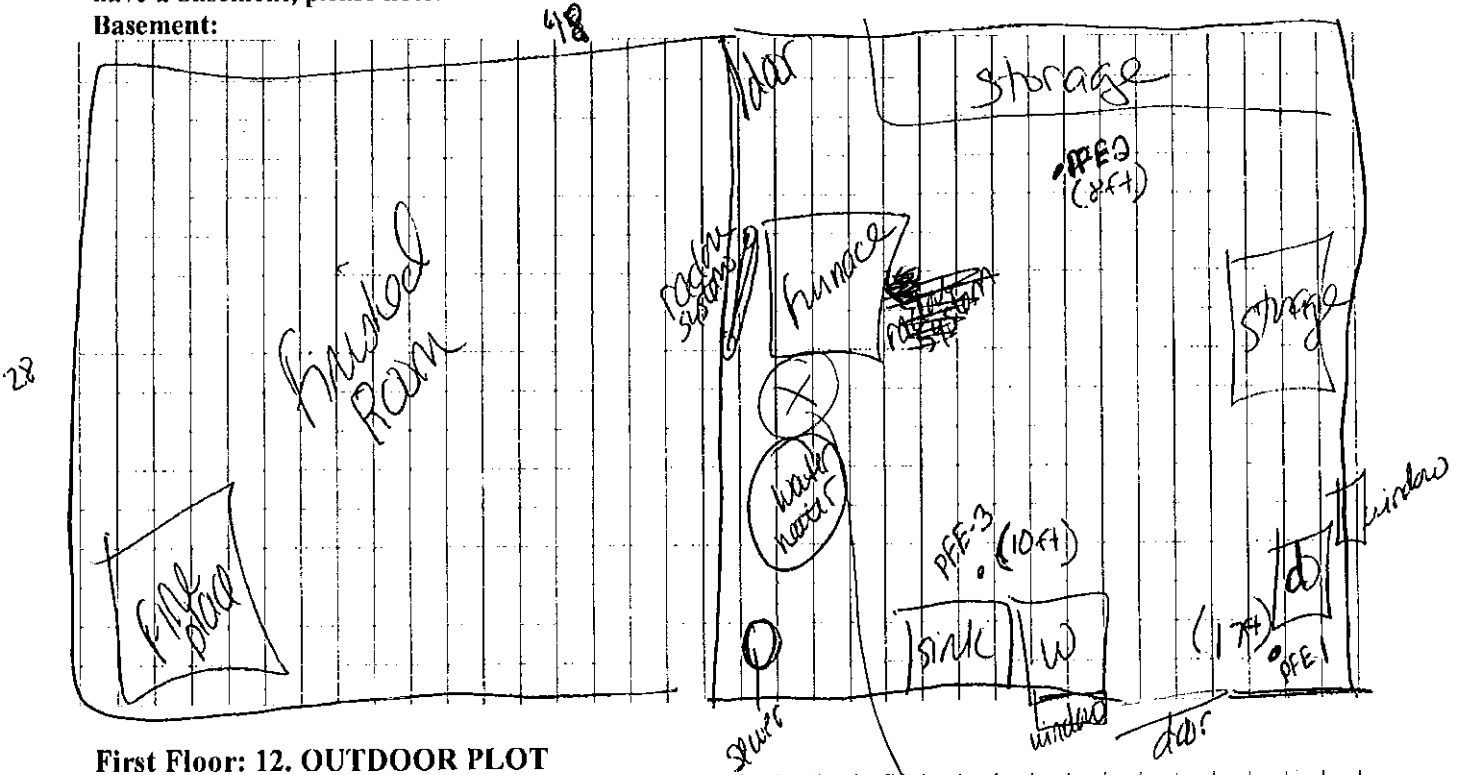 Basement:
48
door
Storage
PFE2
(8ft)
radon
system
furnace
Storage
28
finished
Room
X
water
heater
window
PFE-3 (10ft)
d
fire
place
sink
W
(17ft)
PFE1
sewer
window
door
First Floor: 12. OUTDOOR PLOT